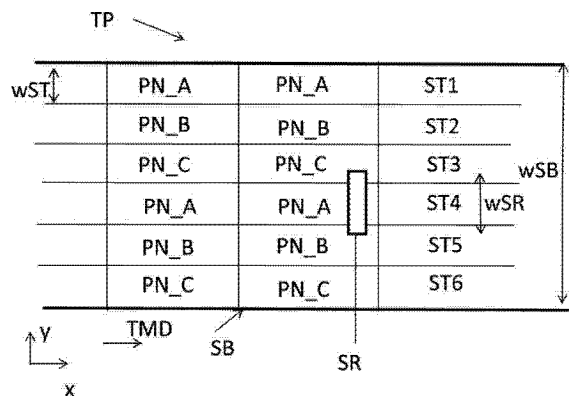 TP
wST PN_A PN_A ST1
PN_B PN_B ST2
PN_C PN_C ST3 wSB
PN_A PN_A ST4 wSR
PN_B PN_B ST5
PN_C PN_C ST6
y TMD SB SR
x